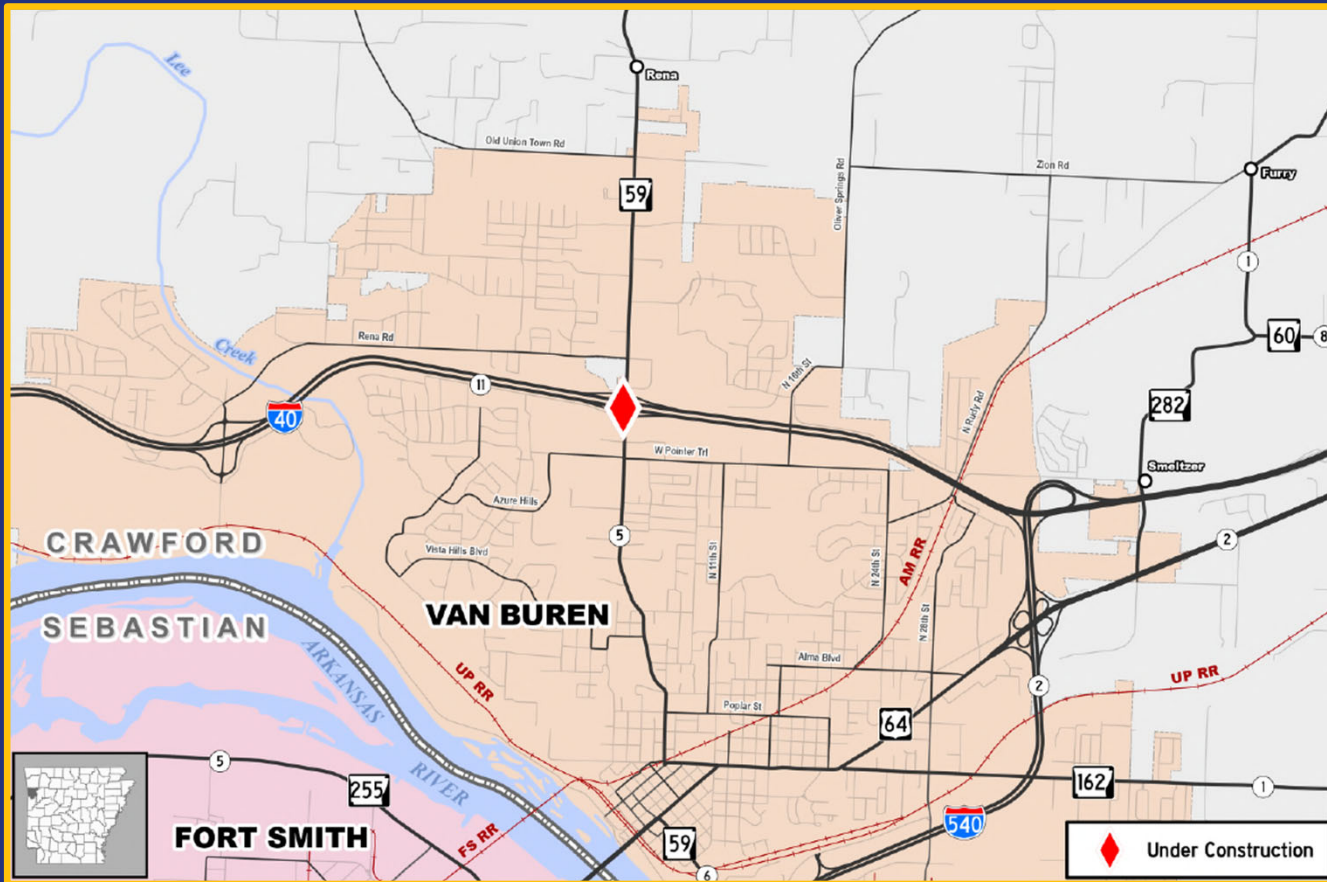 Lee
Rena
Old Union Town Rd
59
Oliver Springs Rd
Zion Rd
Furry
1
Rena Rd
Creek
11
40
N 16th St
60
8
282
N Rudy Rd
W Pointer Trl
Smeltzer
Azure Hills
5
N 11th St
Vista Hills Blvd
N 24th St
AM RR
2
CRAWFORD
SEBASTIAN
VAN BUREN
N 28th St
ARKANSAS
RIVER
UP RR
Alma Blvd
2
UP RR
Poplar St
64
5
255
162
1
FORT SMITH
FS RR
59
6
540
Under Construction